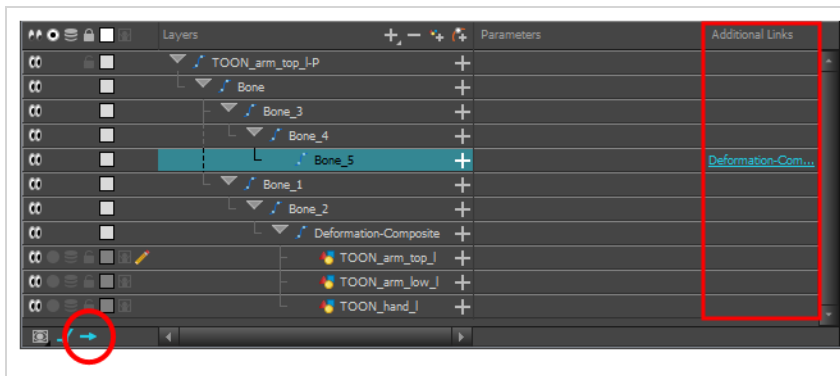 Layers Parameters Additional Links
TOON_arm_top_l-P
Bone
Bone_3
Bone_4
Bone_5 Deformation-Com...
Bone_1
Bone_2
Deformation-Composite
TOON_arm_top_l
TOON_arm_low_l
TOON_hand_l